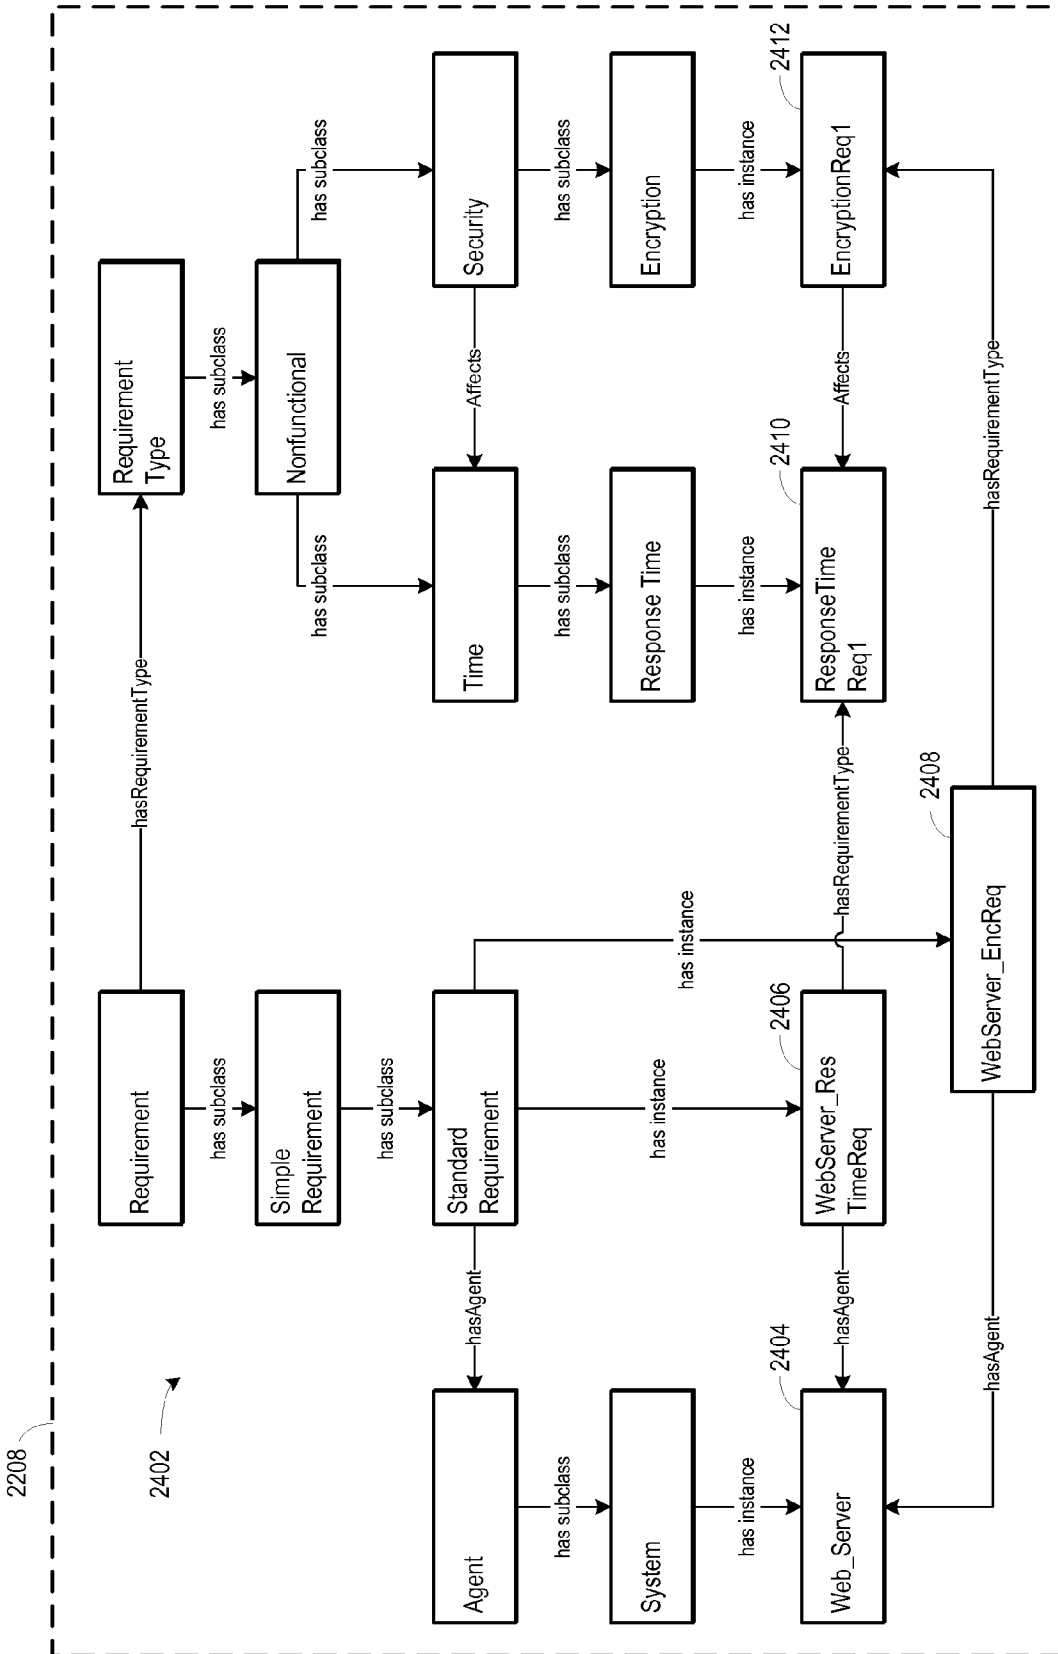 2208
2402
Requirement
hasRequirementType
Requirement
Type
has subclass
has subclass
Simple
Requirement
Nonfunctional
has subclass
has subclass
has subclass
Agent
hasAgent
Standard
Requirement
Time
Affects
Security
has subclass
has instance
has instance
has subclass
has subclass
System
Response Time
Encryption
has instance
has instance
has instance
2404
2406
2410
2412
Web_Server
hasAgent
WebServer_Res
TimeReq
hasRequirementType
ResponseTime
Req1
Affects
EncryptionReq1
2408
hasAgent
WebServer_EncReq
hasRequirementType